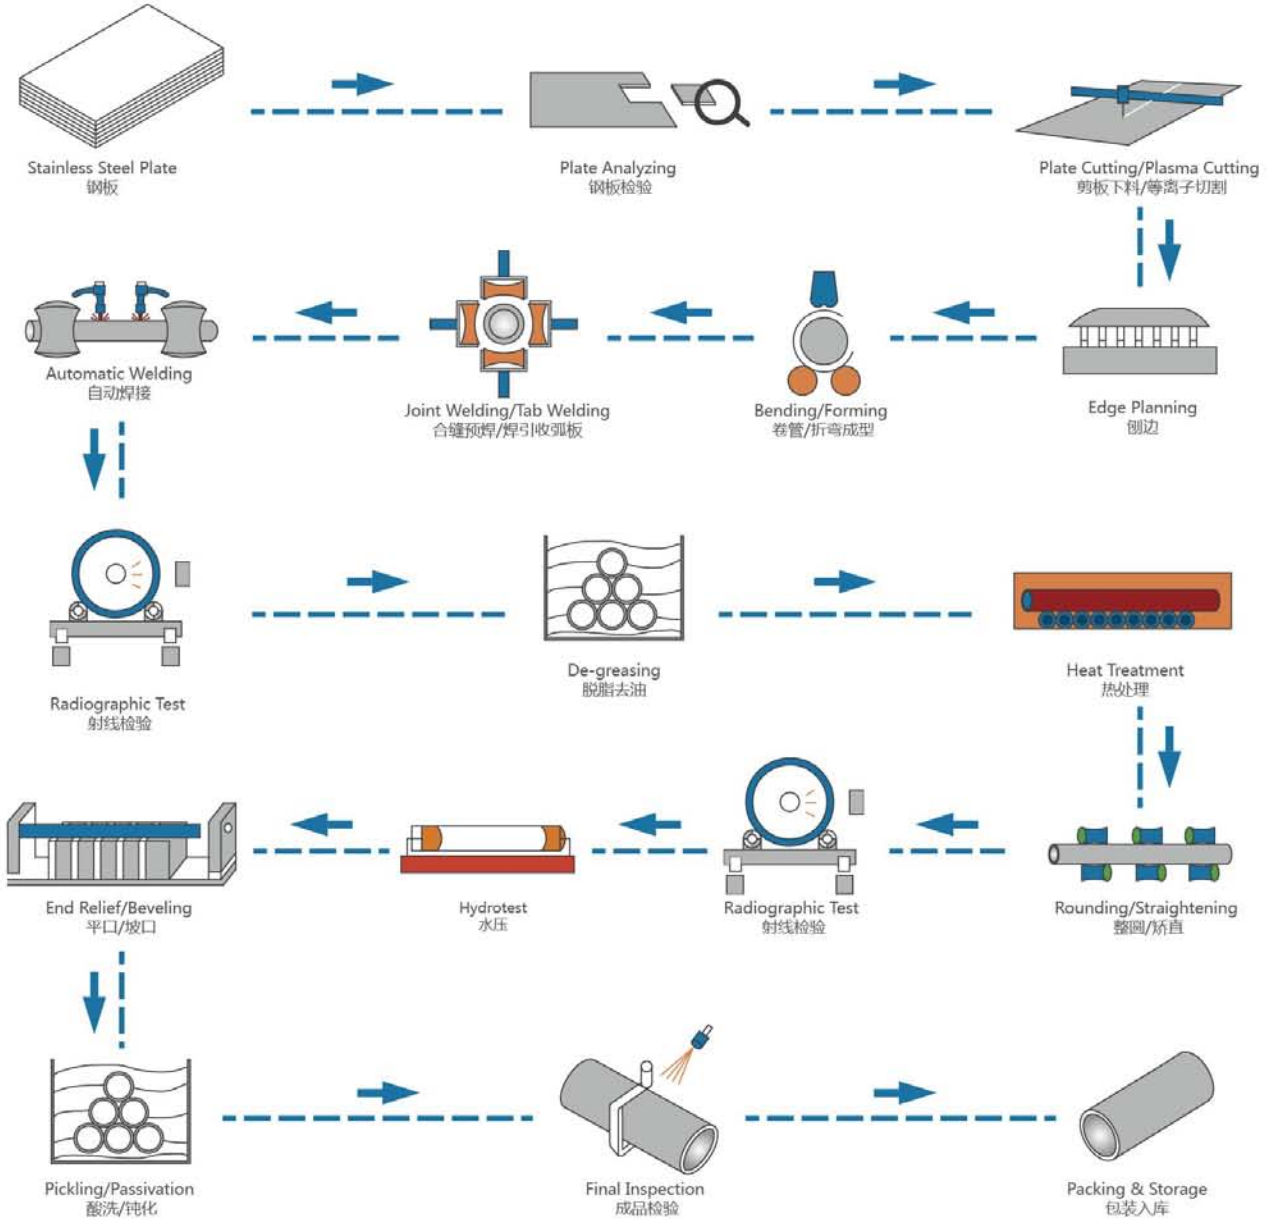 Stainless Steel Plate
钢板
Plate Analyzing
钢板检验
Plate Cutting/Plasma Cutting
剪板下料/等离子切割
Automatic Welding
自动焊接
Joint Welding/Tab Welding
合缝预焊/焊引收弧板
Bending/Forming
卷管/折弯成型
Edge Planning
刨边
Radiographic Test
射线检验
De-greasing
脱脂去油
Heat Treatment
热处理
End Relief/Beveling
平口/坡口
Hydrotest
水压
Radiographic Test
射线检验
Rounding/Straightening
整圆/矫直
Pickling/Passivation
酸洗/钝化
Final Inspection
成品检验
Packing & Storage
包装入库